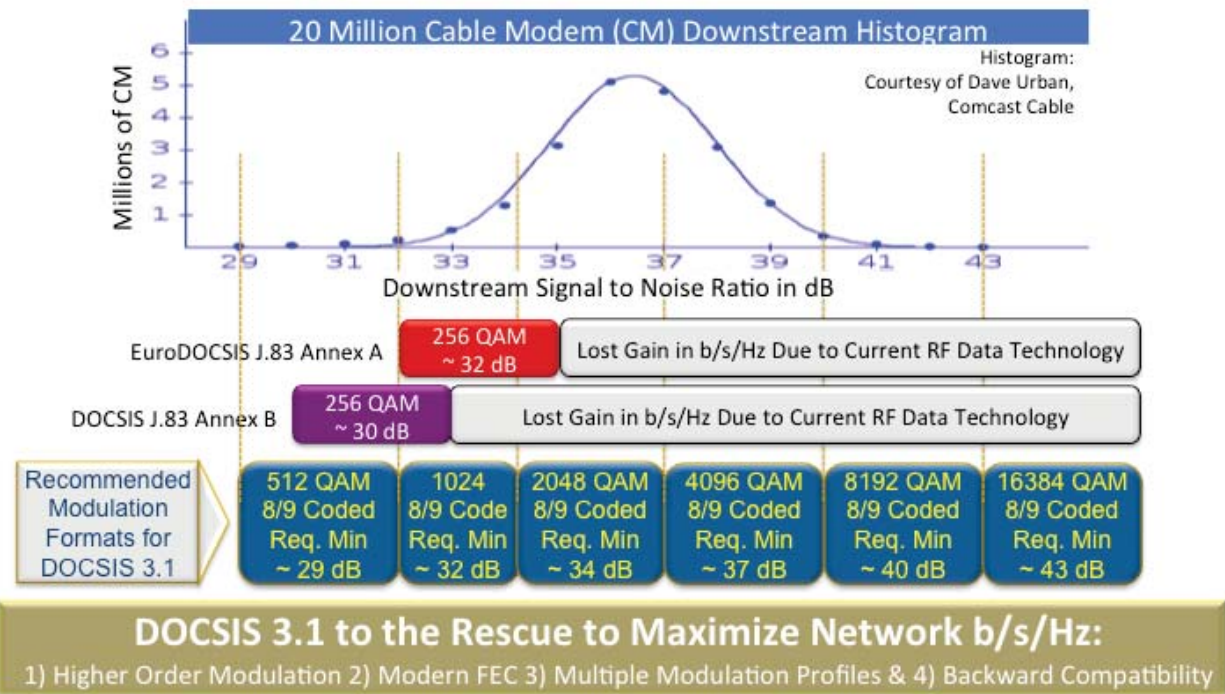 20 Million Cable Modem (CM) Downstream Histogram
Histogram:
Courtesy of Dave Urban,
Comcast Cable
Millions of CM
6
5
4
3
2
1
29 31 33 35 37 39 41 43
Downstream Signal to Noise Ratio in dB
EuroDOCSIS J.83 Annex A
256 QAM
~ 32 dB
Lost Gain in b/s/Hz Due to Current RF Data Technology
DOCSIS J.83 Annex B
256 QAM
~ 30 dB
Lost Gain in b/s/Hz Due to Current RF Data Technology
Recommended
Modulation
Formats for
DOCSIS 3.1
512 QAM
8/9 Coded
Req. Min
~ 29 dB
1024
8/9 Code
Req. Min
~ 32 dB
2048 QAM
8/9 Coded
Req. Min
~ 34 dB
4096 QAM
8/9 Coded
Req. Min
~ 37 dB
8192 QAM
8/9 Coded
Req. Min
~ 40 dB
16384 QAM
8/9 Coded
Req. Min
~ 43 dB
DOCSIS 3.1 to the Rescue to Maximize Network b/s/Hz:
1) Higher Order Modulation 2) Modern FEC 3) Multiple Modulation Profiles & 4) Backward Compatibility